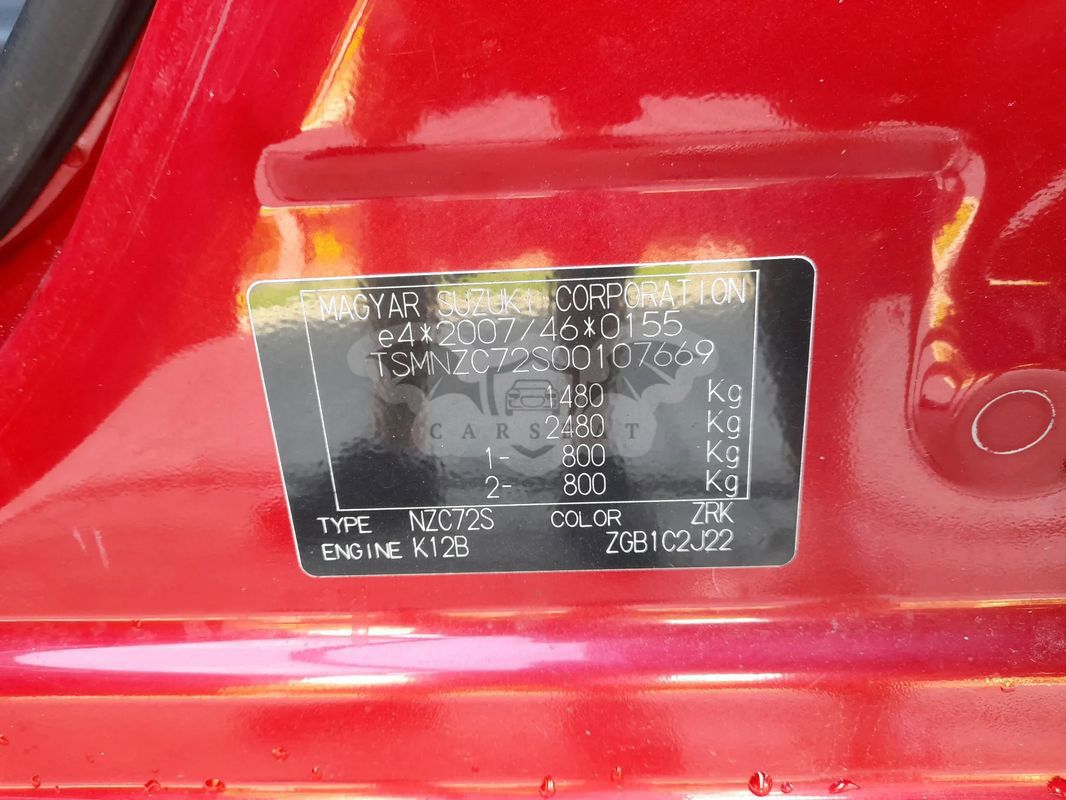 MAGYAR SUZUKI CORPORATION
e4*2007/46*0155
TSMNZC72S00107669
1480 Kg
2480 Kg
1- 800 Kg
2- 800 Kg
TYPE NZC72S COLOR ZRK
ENGINE K12B ZGB1C2J22